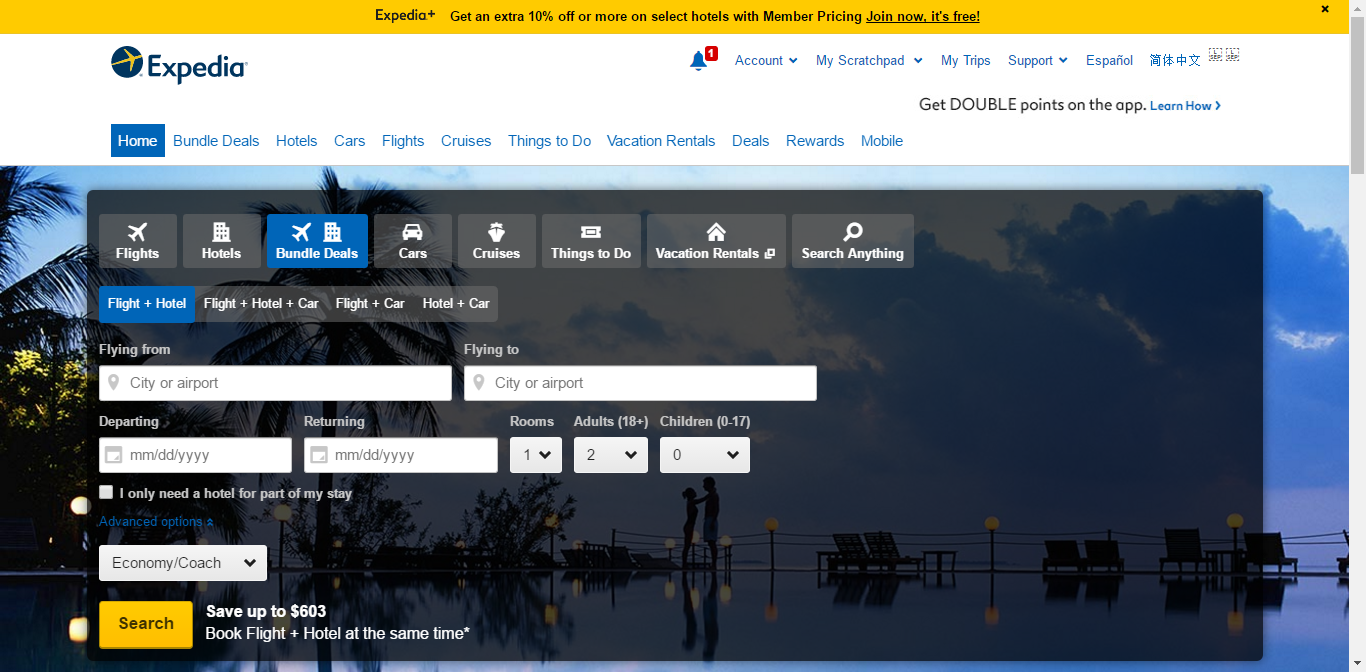 Expedia+ Get an extra 10% off or more on select hotels with Member Pricing Join now, it's free!
Expedia
1 Account My Scratchpad My Trips Support Español 简体中文
Get DOUBLE points on the app. Learn How
Home Bundle Deals Hotels Cars Flights Cruises Things to Do Vacation Rentals Deals Rewards Mobile
Flights Hotels Bundle Deals Cars Cruises Things to Do Vacation Rentals Search Anything
Flight + Hotel Flight + Hotel + Car Flight + Car Hotel + Car
Flying from Flying to
City or airport City or airport
Departing Returning Rooms Adults (18+) Children (0-17)
mm/dd/yyyy mm/dd/yyyy 1 2 0
I only need a hotel for part of my stay
Advanced options
Economy/Coach
Search Save up to $603
Book Flight + Hotel at the same time*